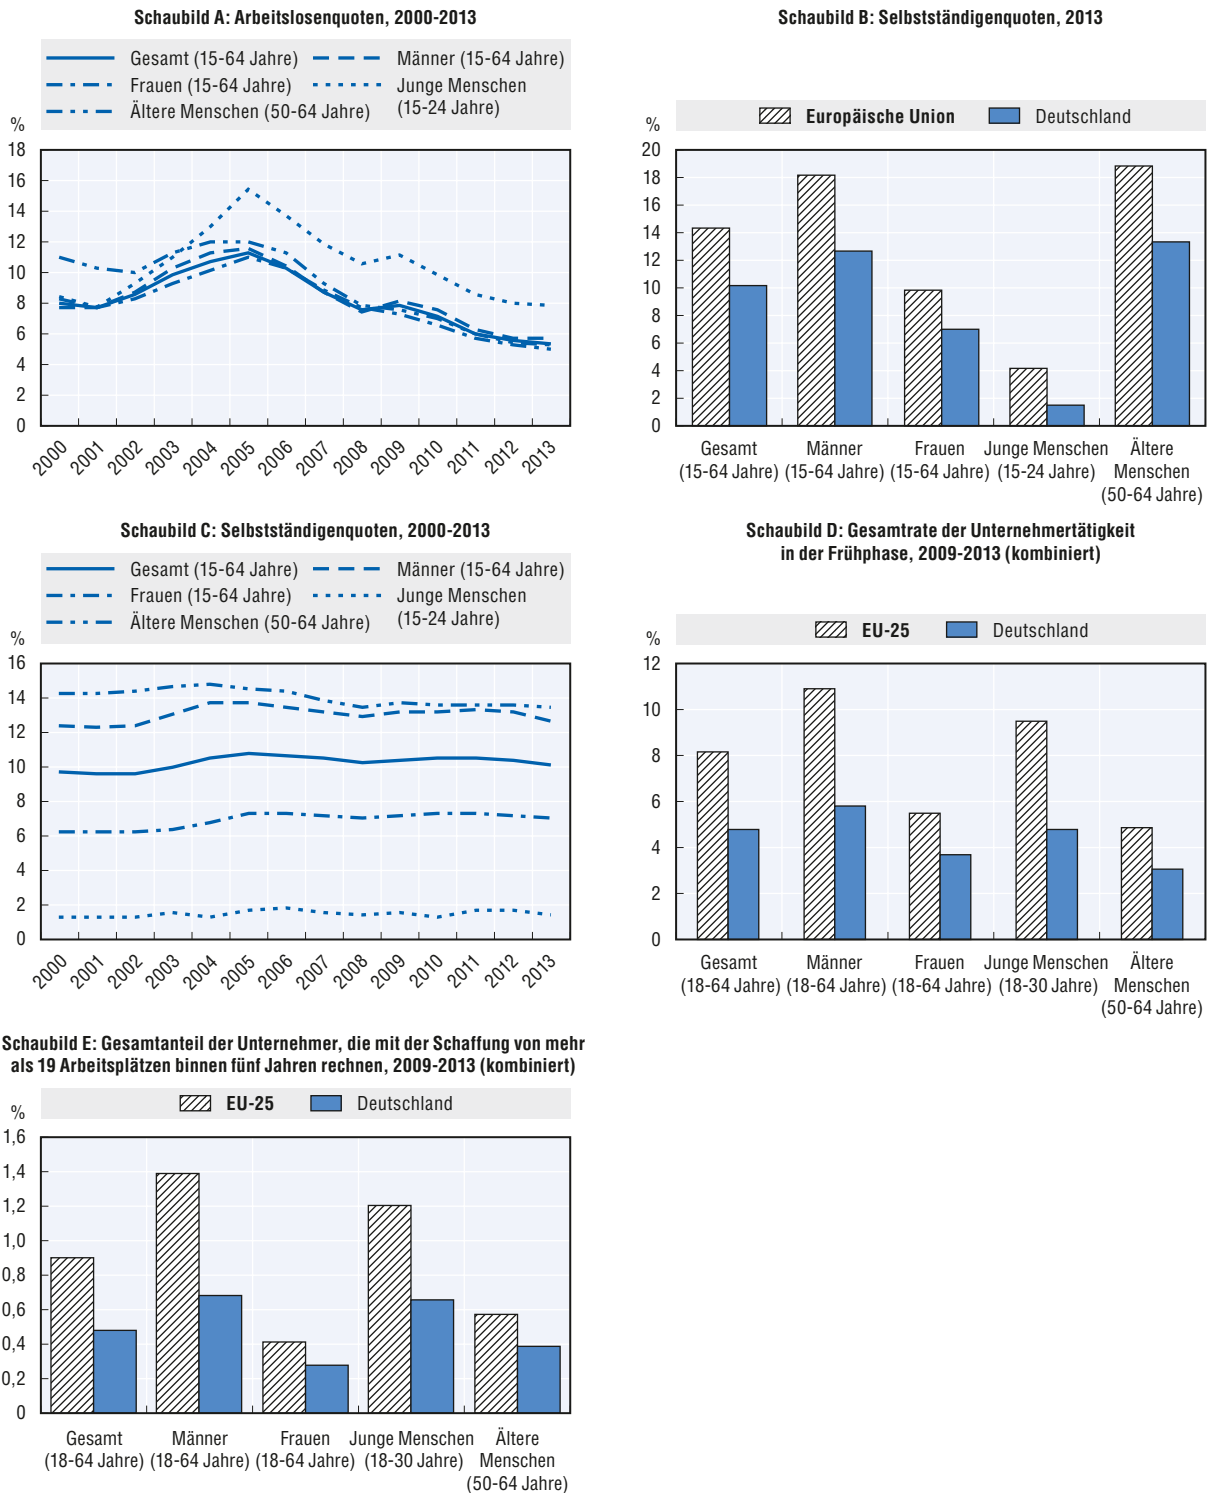 Schaubild A: Arbeitslosenquoten, 2000-2013
Gesamt (15-64 Jahre)
Männer (15-64 Jahre)
Frauen (15-64 Jahre)
Junge Menschen
(15-24 Jahre)
Ältere Menschen (50-64 Jahre)
%
18
16
14
12
10
8
6
4
2
0
2000 2001 2002 2003 2004 2005 2006 2007 2008 2009 2010 2011 2012 2013
Schaubild B: Selbstständigenquoten, 2013
Europäische Union
Deutschland
%
20
18
16
14
12
10
8
6
4
2
0
Gesamt
(15-64 Jahre)
Männer
(15-64 Jahre)
Frauen
(15-64 Jahre)
Junge Menschen
(15-24 Jahre)
Ältere
Menschen
(50-64 Jahre)
Schaubild C: Selbstständigenquoten, 2000-2013
Gesamt (15-64 Jahre)
Männer (15-64 Jahre)
Frauen (15-64 Jahre)
Junge Menschen
(15-24 Jahre)
Ältere Menschen (50-64 Jahre)
%
16
14
12
10
8
6
4
2
0
2000 2001 2002 2003 2004 2005 2006 2007 2008 2009 2010 2011 2012 2013
Schaubild D: Gesamtrate der Unternehmertätigkeit
in der Frühphase, 2009-2013 (kombiniert)
EU-25
Deutschland
%
12
10
8
6
4
2
0
Gesamt
(18-64 Jahre)
Männer
(18-64 Jahre)
Frauen
(18-64 Jahre)
Junge Menschen
(18-30 Jahre)
Ältere
Menschen
(50-64 Jahre)
Schaubild E: Gesamtanteil der Unternehmer, die mit der Schaffung von mehr
als 19 Arbeitsplätzen binnen fünf Jahren rechnen, 2009-2013 (kombiniert)
EU-25
Deutschland
%
1,6
1,4
1,2
1,0
0,8
0,6
0,4
0,2
0
Gesamt
(18-64 Jahre)
Männer
(18-64 Jahre)
Frauen
(18-64 Jahre)
Junge Menschen
(18-30 Jahre)
Ältere
Menschen
(50-64 Jahre)